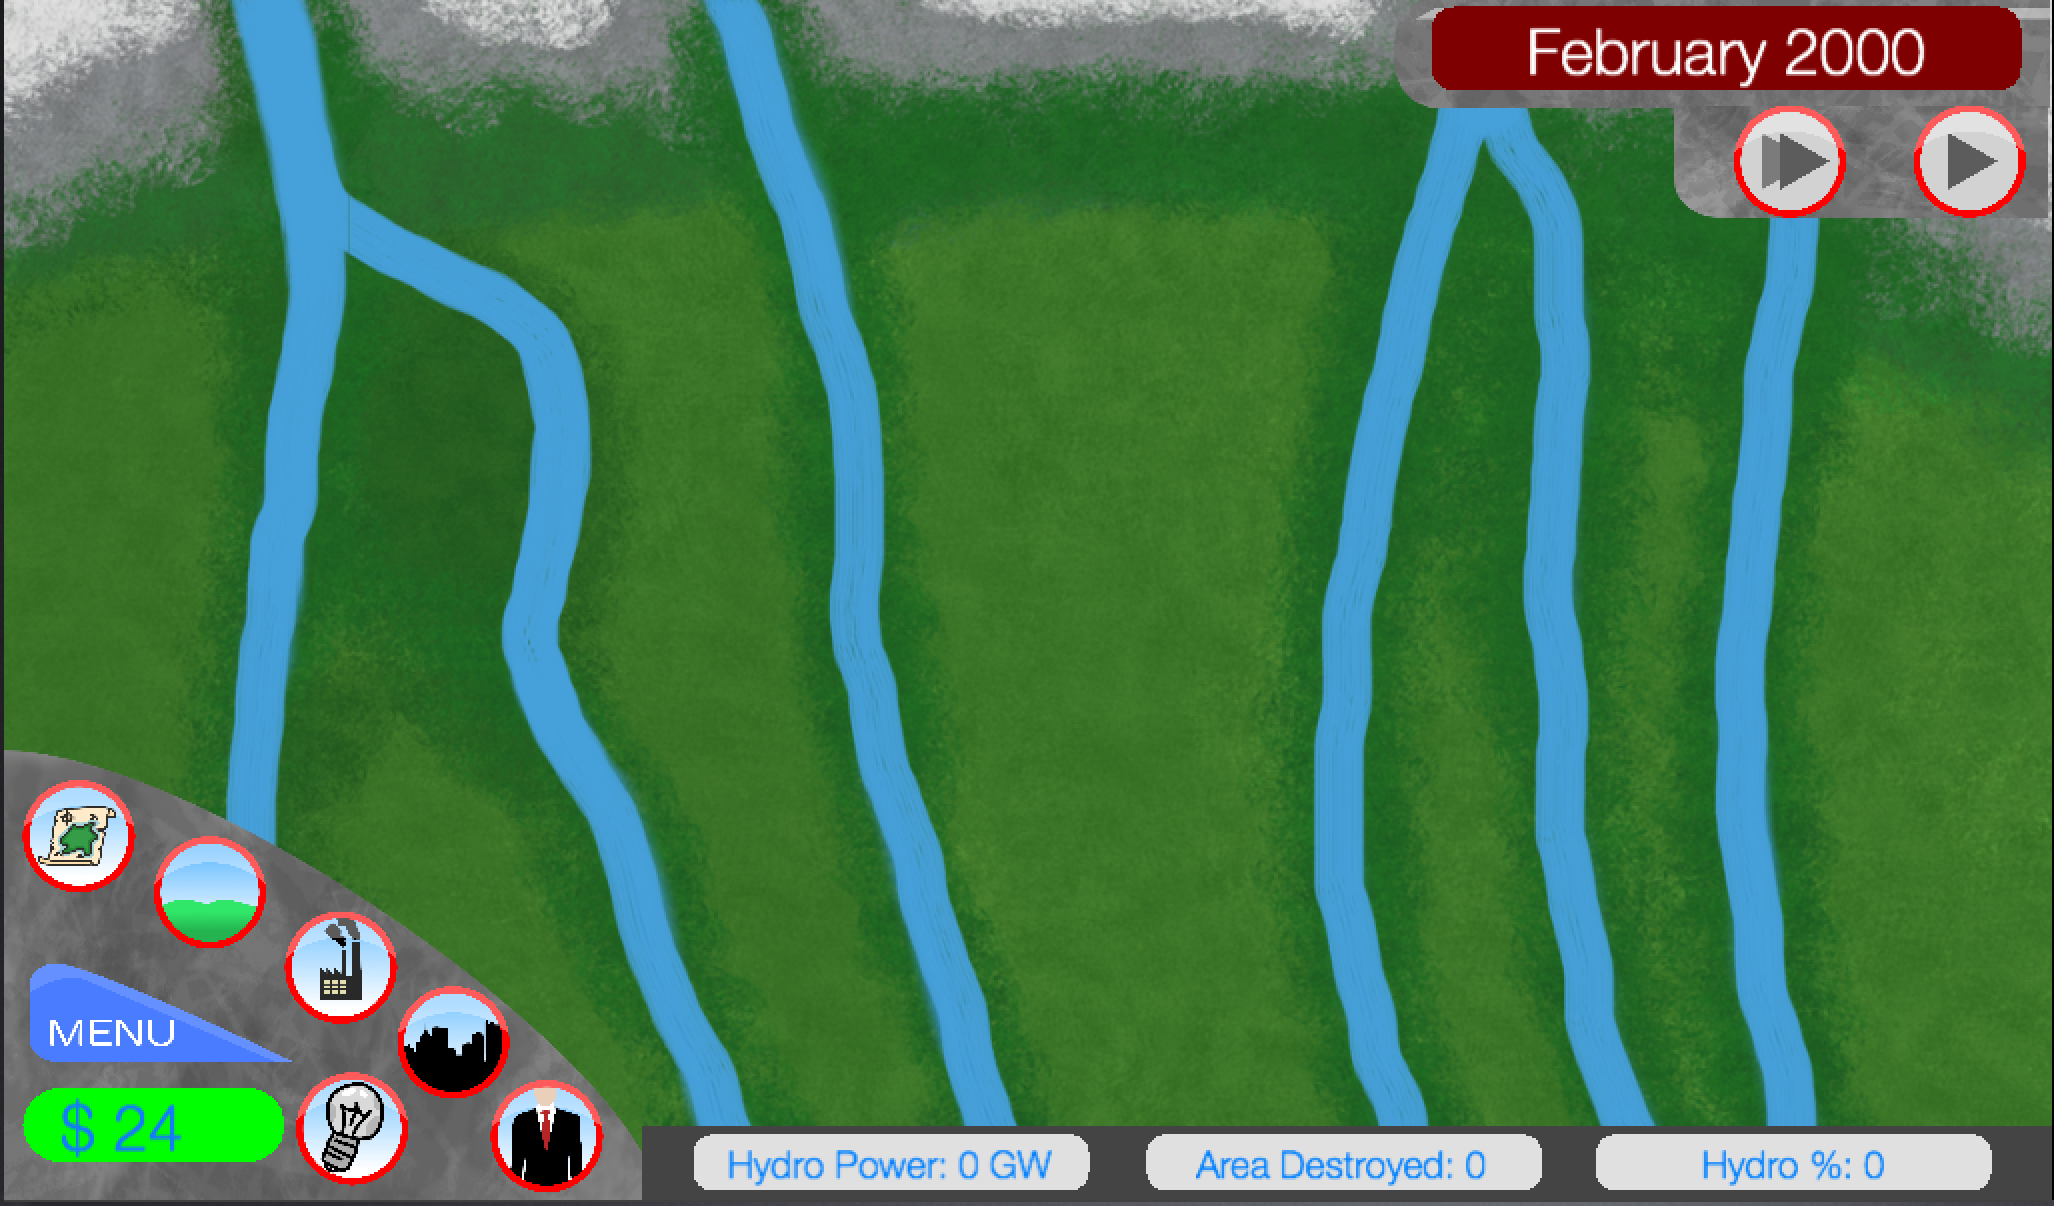 February 2000
MENU
$ 24
Hydro Power: 0 GW
Area Destroyed: 0
Hydro %: 0